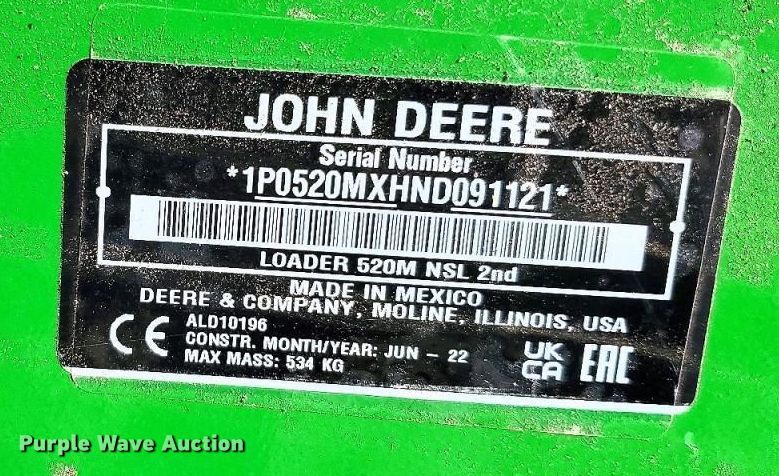 JOHN DEERE
Serial Number
*1P0520MXHND091121*
LOADER 520M NSL 2nd
MADE IN MEXICO
DEERE & COMPANY, MOLINE, ILLINOIS, USA
CE
ALD10196
CONSTR. MONTH/YEAR: JUN - 22
MAX MASS: 534 KG
UK
CA
EAC
Purple Wave Auction